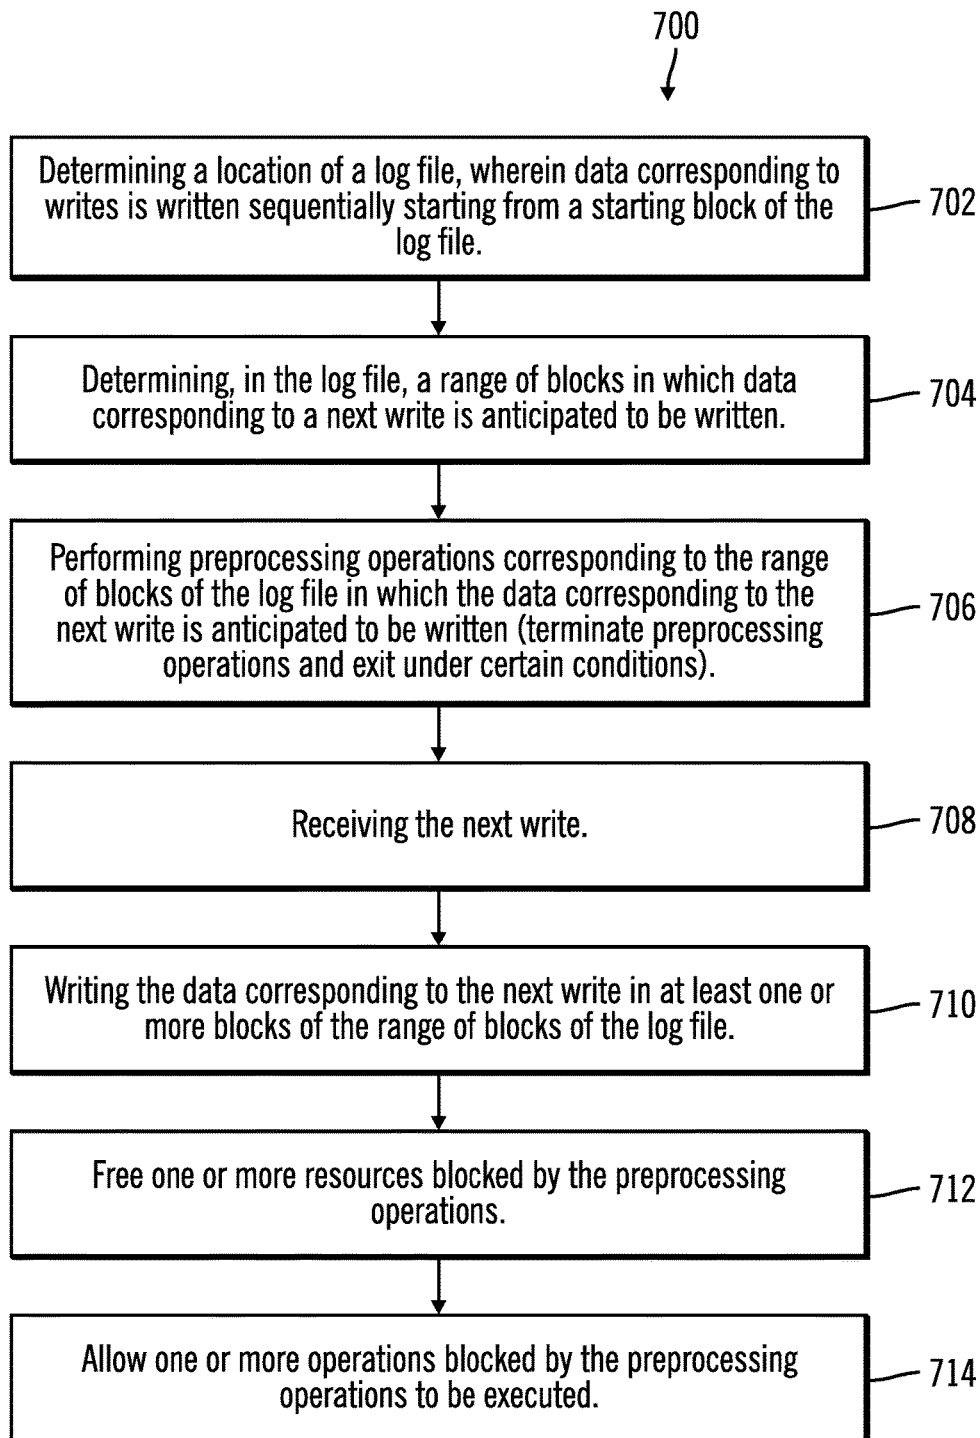 700
Determining a location of a log file, wherein data corresponding to
writes is written sequentially starting from a starting block of the
log file.
702
Determining, in the log file, a range of blocks in which data
corresponding to a next write is anticipated to be written.
704
Performing preprocessing operations corresponding to the range
of blocks of the log file in which the data corresponding to the
next write is anticipated to be written (terminate preprocessing
operations and exit under certain conditions).
706
Receiving the next write.
708
Writing the data corresponding to the next write in at least one or
more blocks of the range of blocks of the log file.
710
Free one or more resources blocked by the preprocessing
operations.
712
Allow one or more operations blocked by the preprocessing
operations to be executed.
714